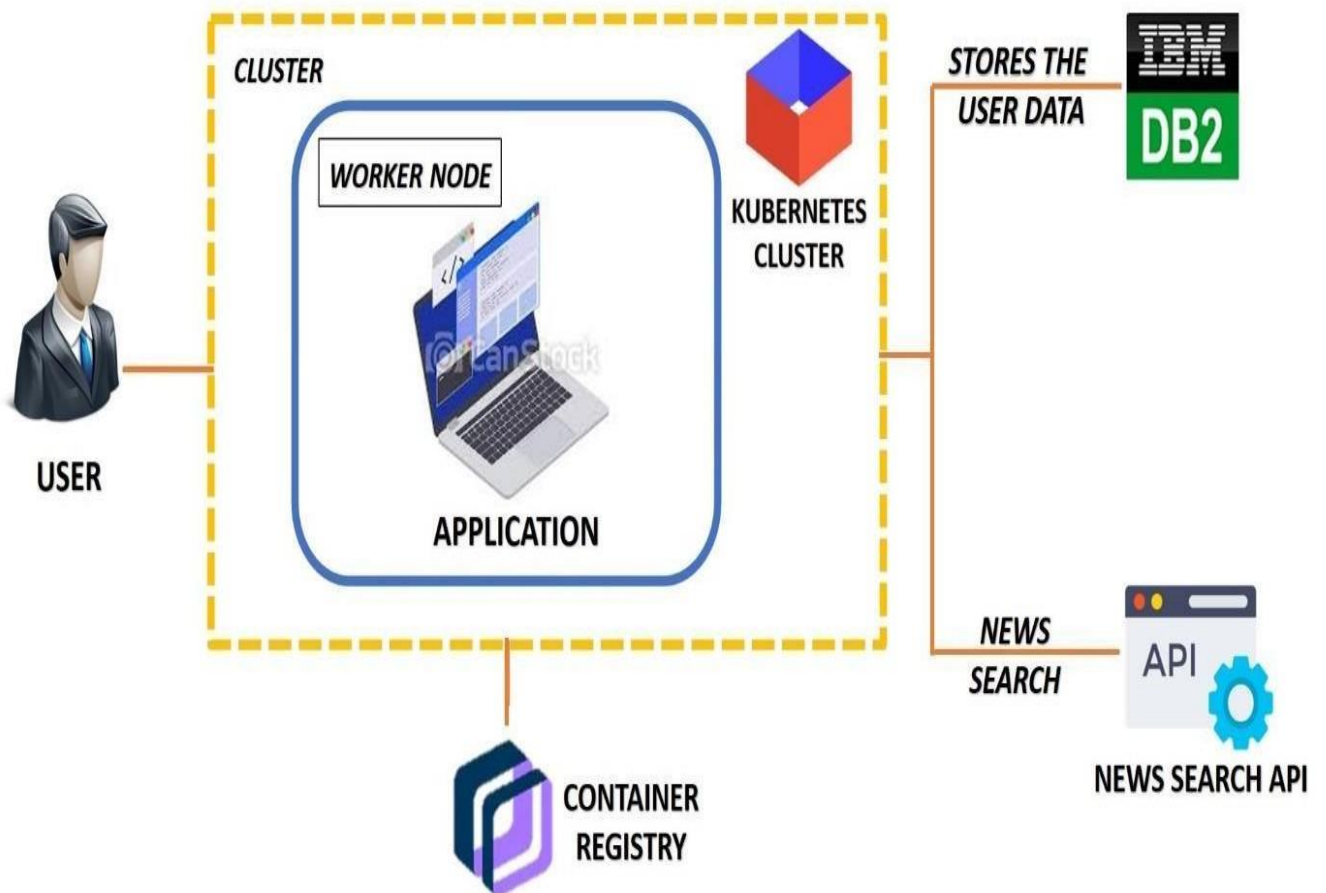 CLUSTER
WORKER NODE
</>
CanStock
APPLICATION
KUBERNETES
CLUSTER
USER
STORES THE
USER DATA
IBM
DB2
NEWS
SEARCH
API
NEWS SEARCH API
CONTAINER
REGISTRY